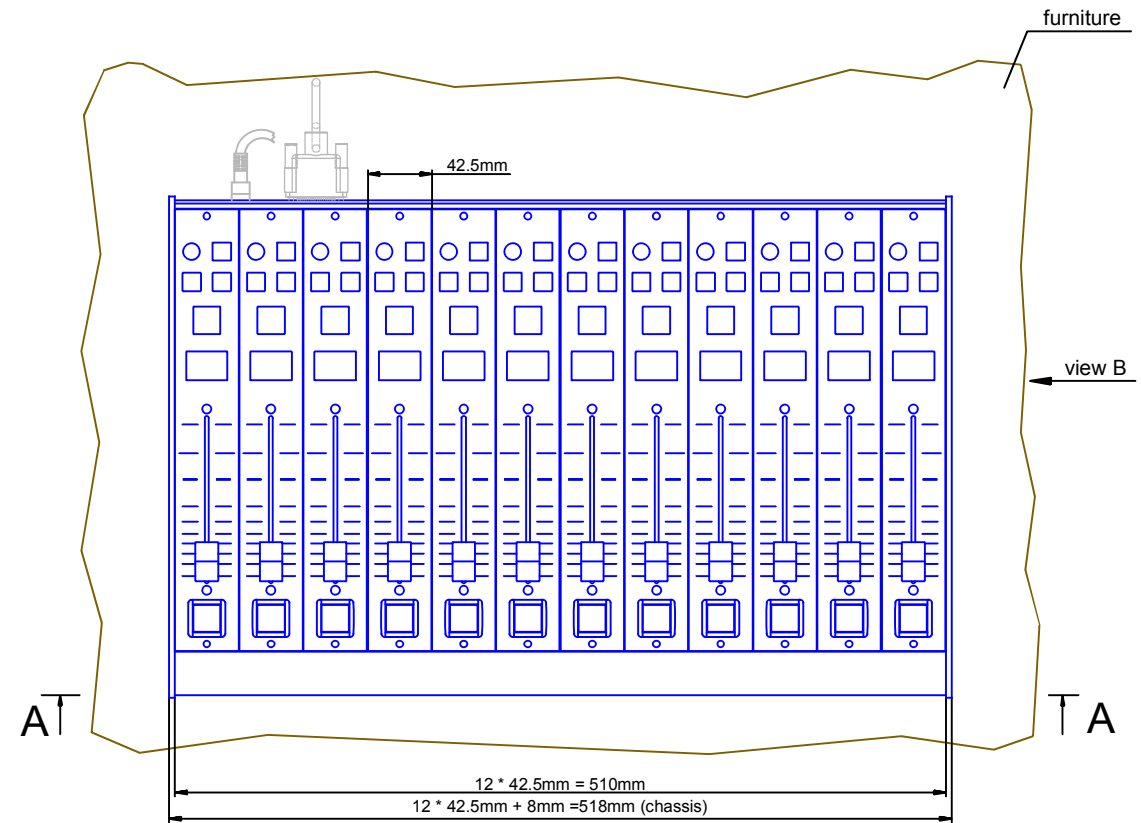 furniture
42.5mm
view B
A
A
12 * 42.5mm = 510mm
12 * 42.5mm + 8mm =518mm (chassis)